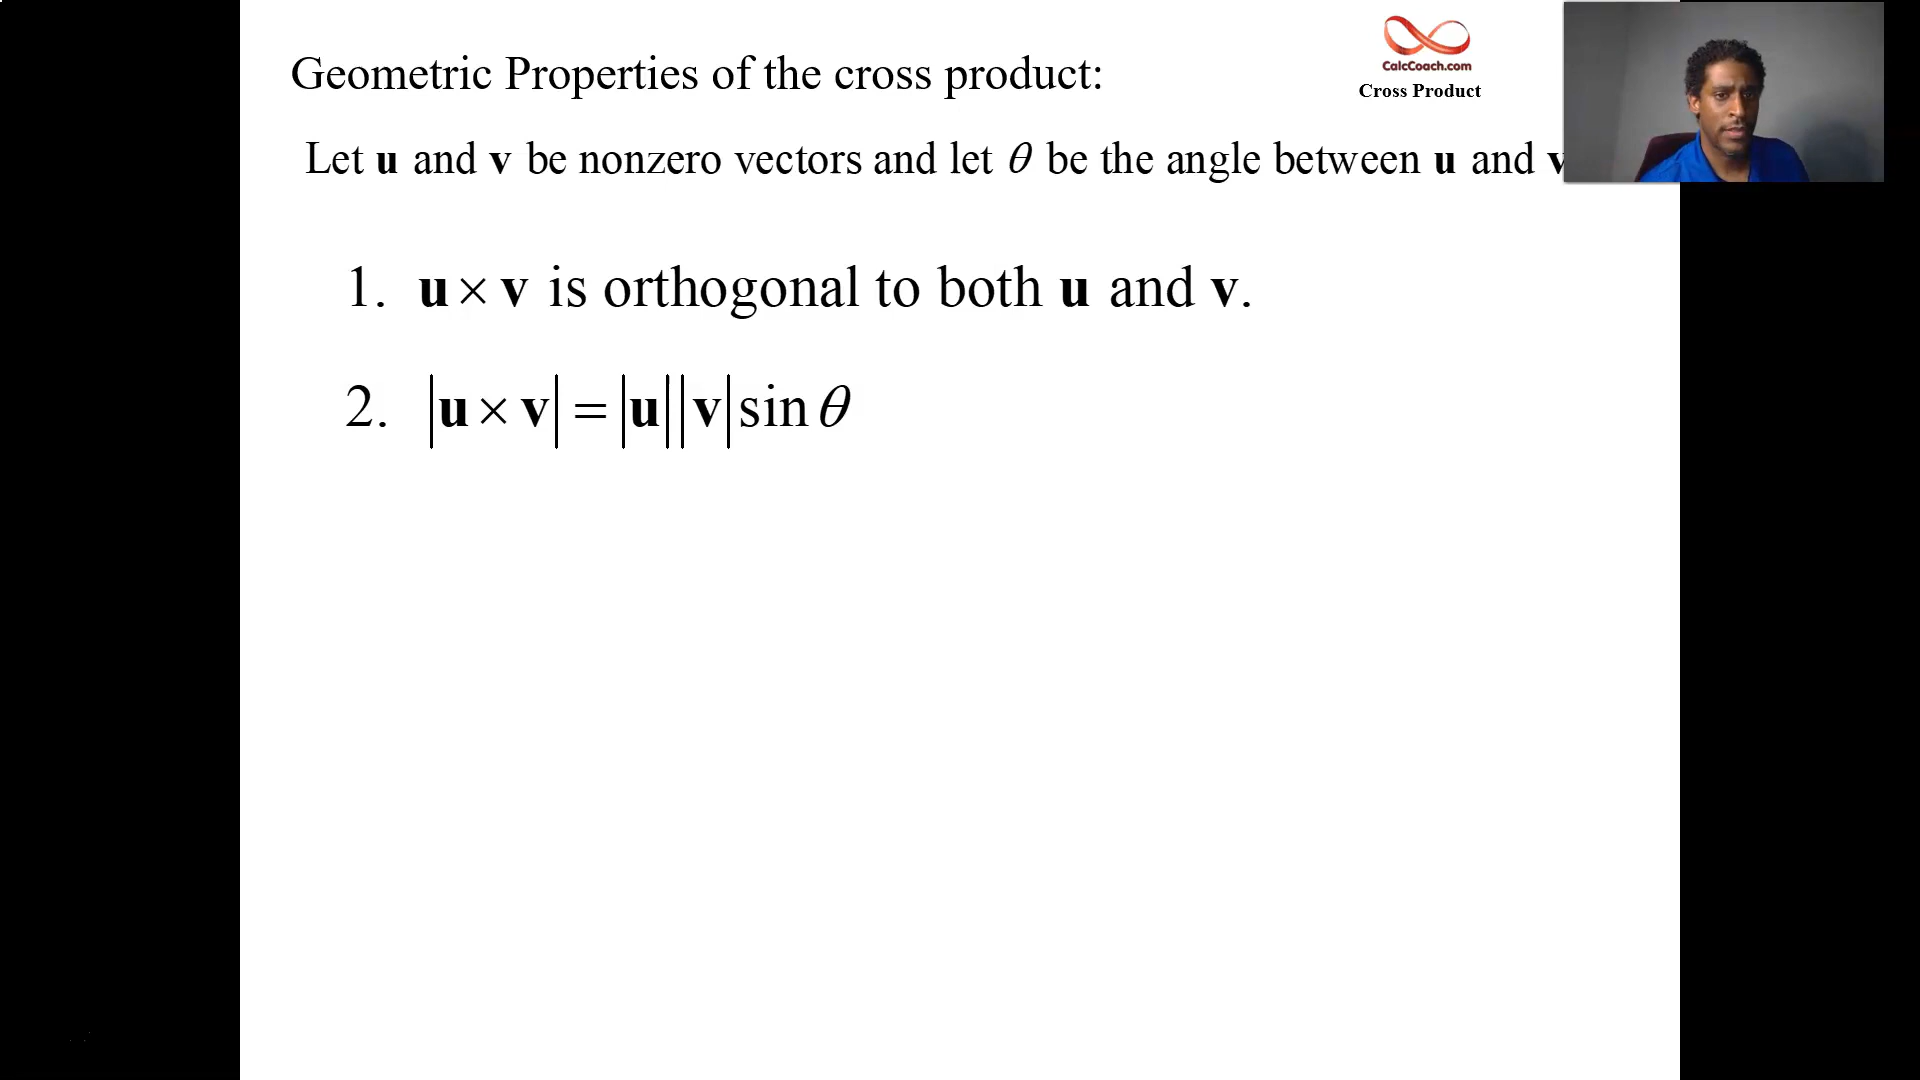 Geometric Properties of the cross product:
CalcCoach.com
Cross Product
Let u and v be nonzero vectors and let θ be the angle between u and v
1. u × v is orthogonal to both u and v.
2. |u × v| = |u||v| sin θ